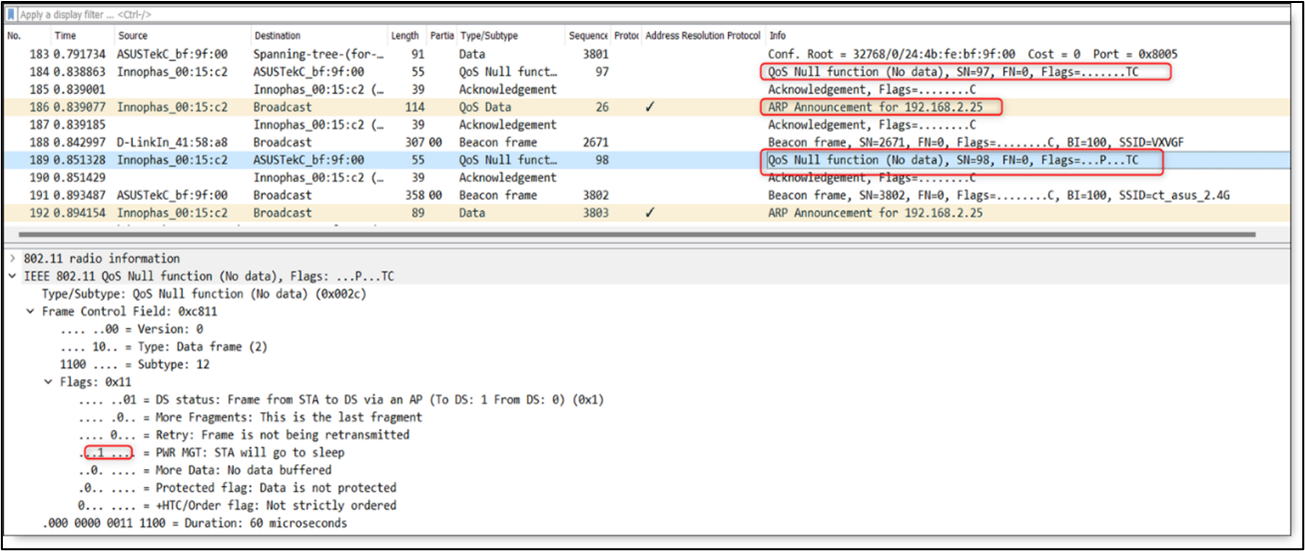 Apply a display filter ... <Ctrl-/>
No. Time Source Destination Length Partia Type/Subtype Sequence Protoc Address Resolution Protocol Info
183 0.791734 ASUSTekC_bf:9f:00 Spanning-tree-(for-… 91 Data 3801 Conf. Root = 32768/0/24:4b:fe:bf:9f:00 Cost = 0 Port = 0x8005
184 0.838863 Innophas_00:15:c2 ASUSTekC_bf:9f:00 55 QoS Null funct… 97 QoS Null function (No data), SN=97, FN=0, Flags=.......TC
185 0.839001 Innophas_00:15:c2 (… 39 Acknowledgement Acknowledgement, Flags=........C
186 0.839077 Innophas_00:15:c2 Broadcast 114 QoS Data 26 ✓ ARP Announcement for 192.168.2.25
187 0.839185 Innophas_00:15:c2 (… 39 Acknowledgement Acknowledgement, Flags=........C
188 0.842997 D-LinkIn_41:58:a8 Broadcast 307 00 Beacon frame 2671 Beacon frame, SN=2671, FN=0, Flags=........C, BI=100, SSID=VXVGF
189 0.851328 Innophas_00:15:c2 ASUSTekC_bf:9f:00 55 QoS Null funct… 98 QoS Null function (No data), SN=98, FN=0, Flags=...P...TC
190 0.851429 Innophas_00:15:c2 (… 39 Acknowledgement Acknowledgement, Flags=........C
191 0.893487 ASUSTekC_bf:9f:00 Broadcast 358 00 Beacon frame 3802 Beacon frame, SN=3802, FN=0, Flags=........C, BI=100, SSID=ct_asus_2.4G
192 0.894154 Innophas_00:15:c2 Broadcast 89 Data 3803 ✓ ARP Announcement for 192.168.2.25
802.11 radio information
IEEE 802.11 QoS Null function (No data), Flags: ...P...TC
Type/Subtype: QoS Null function (No data) (0x002c)
Frame Control Field: 0xc811
.... ..00 = Version: 0
.... 10.. = Type: Data frame (2)
1100 .... = Subtype: 12
Flags: 0x11
.... ..01 = DS status: Frame from STA to DS via an AP (To DS: 1 From DS: 0) (0x1)
.... .0.. = More Fragments: This is the last fragment
.... 0... = Retry: Frame is not being retransmitted
...1 .... = PWR MGT: STA will go to sleep
..0. .... = More Data: No data buffered
.0.. .... = Protected flag: Data is not protected
0... .... = +HTC/Order flag: Not strictly ordered
.000 0000 0011 1100 = Duration: 60 microseconds